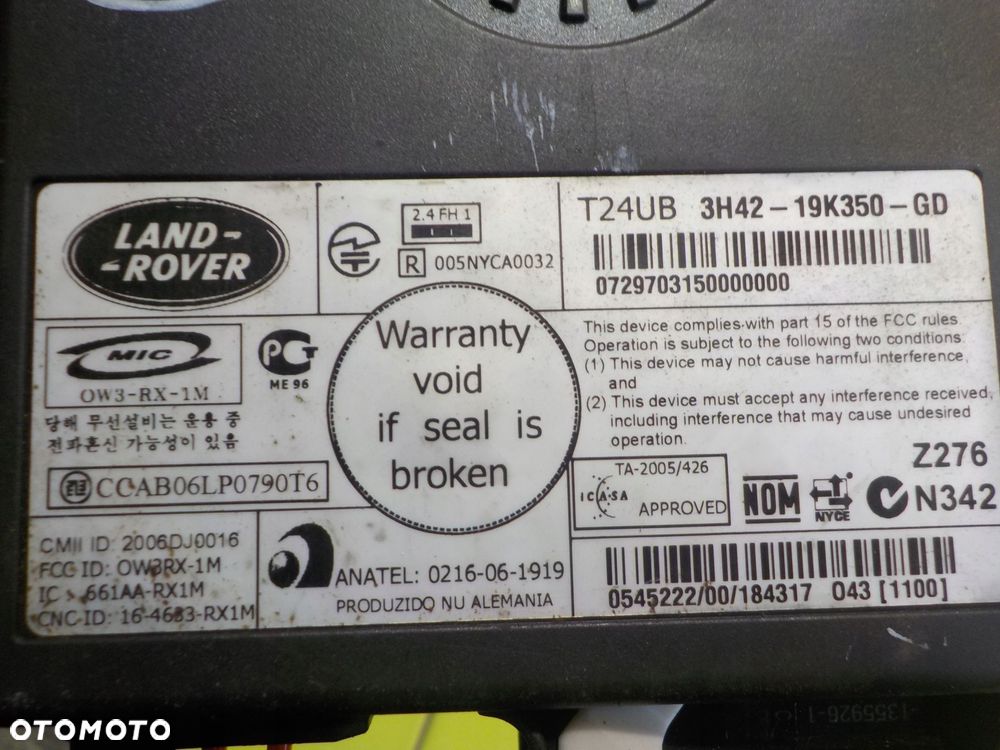 LAND-
-ROVER
2.4 FH 1
R 005NYCA0032
T24UB 3H42-19K350-GD
0729703150000000
MIC
OW3-RX-1M
당해 무선설비는 운용 중
전파혼신 가능성이 있음
ME 96
Warranty
void
if seal is
broken
This device complies with part 15 of the FCC rules.
Operation is subject to the following two conditions:
(1) This device may not cause harmful interference,
and
(2) This device must accept any interference received,
including interference that may cause undesired
operation.
CCAB06LP0790T6
TA-2005/426
ICASA
APPROVED
NOM
NYCE
Z276
N342
CMII ID: 2006DJ0016
FCC ID: OW3RX-1M
IC : 661AA-RX1M
CNC ID: 16-4633-RX1M
ANATEL: 0216-06-1919
PRODUZIDO NU ALEMANIA
0545222/00/184317 043 [1100]
OTOMOTO